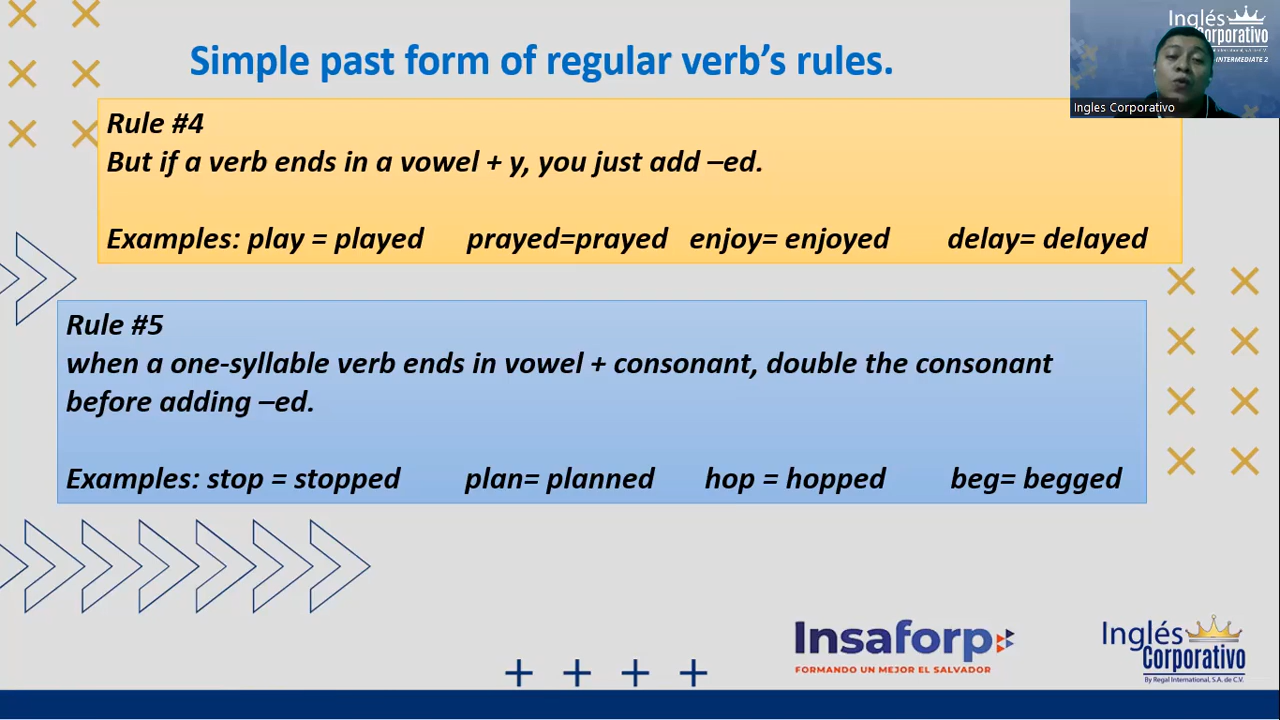 Simple past form of regular verb’s rules.
Inglés
Corporativo
INTERMEDIATE 2
Ingles Corporativo
Rule #4
But if a verb ends in a vowel + y, you just add –ed.
Examples: play = played prayed=prayed enjoy= enjoyed delay= delayed
Rule #5
when a one-syllable verb ends in vowel + consonant, double the consonant
before adding –ed.
Examples: stop = stopped plan= planned hop = hopped beg= begged
Insaforp
FORMANDO UN MEJOR EL SALVADOR
Inglés
Corporativo
By Regal International, S.A. de C.V.